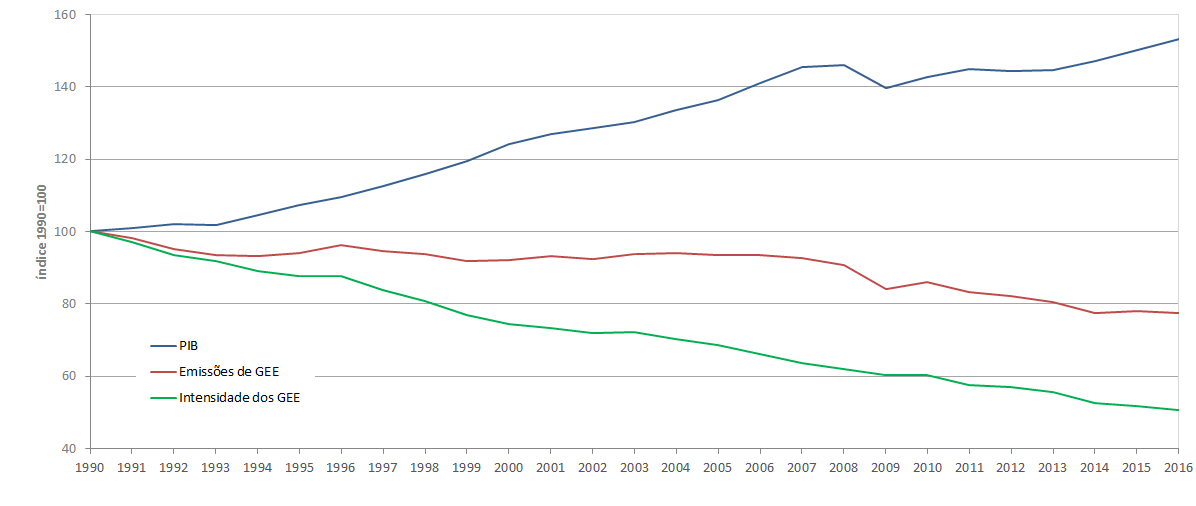 160
140
120
100
80
60
40
índice 1990=100
PIB
Emissões de GEE
Intensidade dos GEE
1990 1991 1992 1993 1994 1995 1996 1997 1998 1999 2000 2001 2002 2003 2004 2005 2006 2007 2008 2009 2010 2011 2012 2013 2014 2015 2016